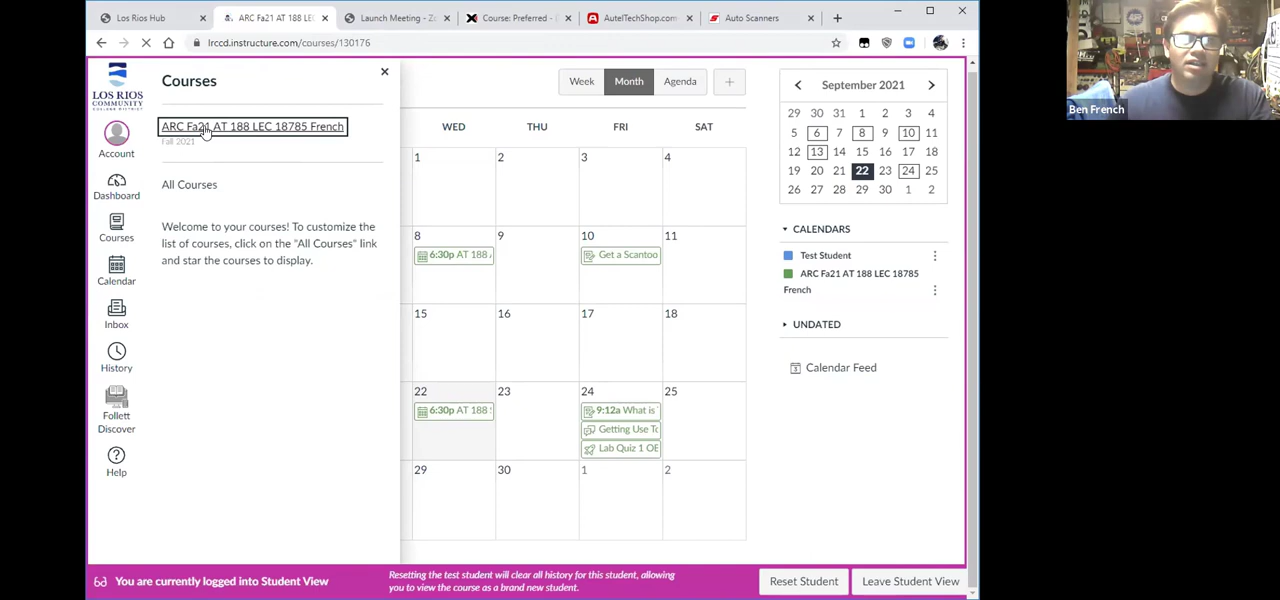 Los Rios Hub
ARC Fa21 AT 188 LEC
Launch Meeting - Zo
Course: Preferred -
AutelTechShop.com
Auto Scanners
lrccd.instructure.com/courses/130176
LOS RIOS
COMMUNITY
COLLEGE DISTRICT
Account
Dashboard
Courses
Calendar
Inbox
History
Follett
Discover
Help
Courses
ARC Fa21 AT 188 LEC 18785 French
Fall 2021
All Courses
Welcome to your courses! To customize the
list of courses, click on the "All Courses" link
and star the courses to display.
Week
Month
Agenda
WED THU FRI SAT
1 2 3 4
8 9 10 11
6:30p AT 188
Get a Scantoo
15 16 17 18
22 23 24 25
6:30p AT 188
9:12a What is
Getting Use To
Lab Quiz 1 OB
29 30 1 2
September 2021
29 30 31 1 2 3 4
5 6 7 8 9 10 11
12 13 14 15 16 17 18
19 20 21 22 23 24 25
26 27 28 29 30 1 2
CALENDARS
Test Student
ARC Fa21 AT 188 LEC 18785
French
UNDATED
Calendar Feed
You are currently logged into Student View
Resetting the test student will clear all history for this student, allowing
you to view the course as a brand new student.
Reset Student
Leave Student View
Ben French